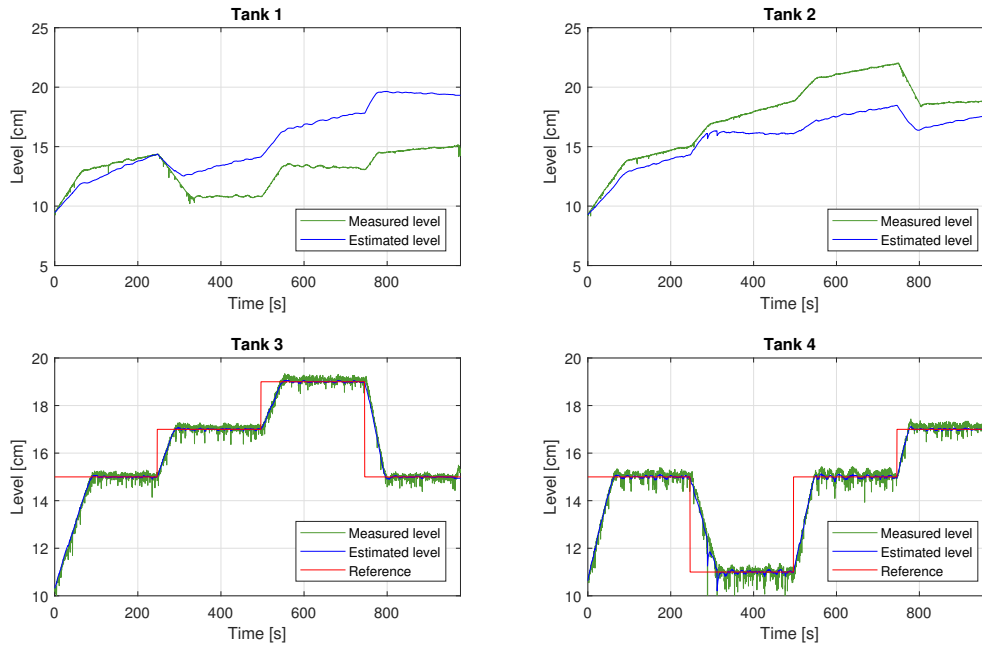 Tank 1
25
20
15
10
5
Level [cm]
0
200
400
600
800
Time [s]
Measured level
Estimated level
Tank 2
25
20
15
10
5
Level [cm]
0
200
400
600
800
Time [s]
Measured level
Estimated level
Tank 3
20
18
16
14
12
10
Level [cm]
0
200
400
600
800
Time [s]
Measured level
Estimated level
Reference
Tank 4
20
18
16
14
12
10
Level [cm]
0
200
400
600
800
Time [s]
Measured level
Estimated level
Reference